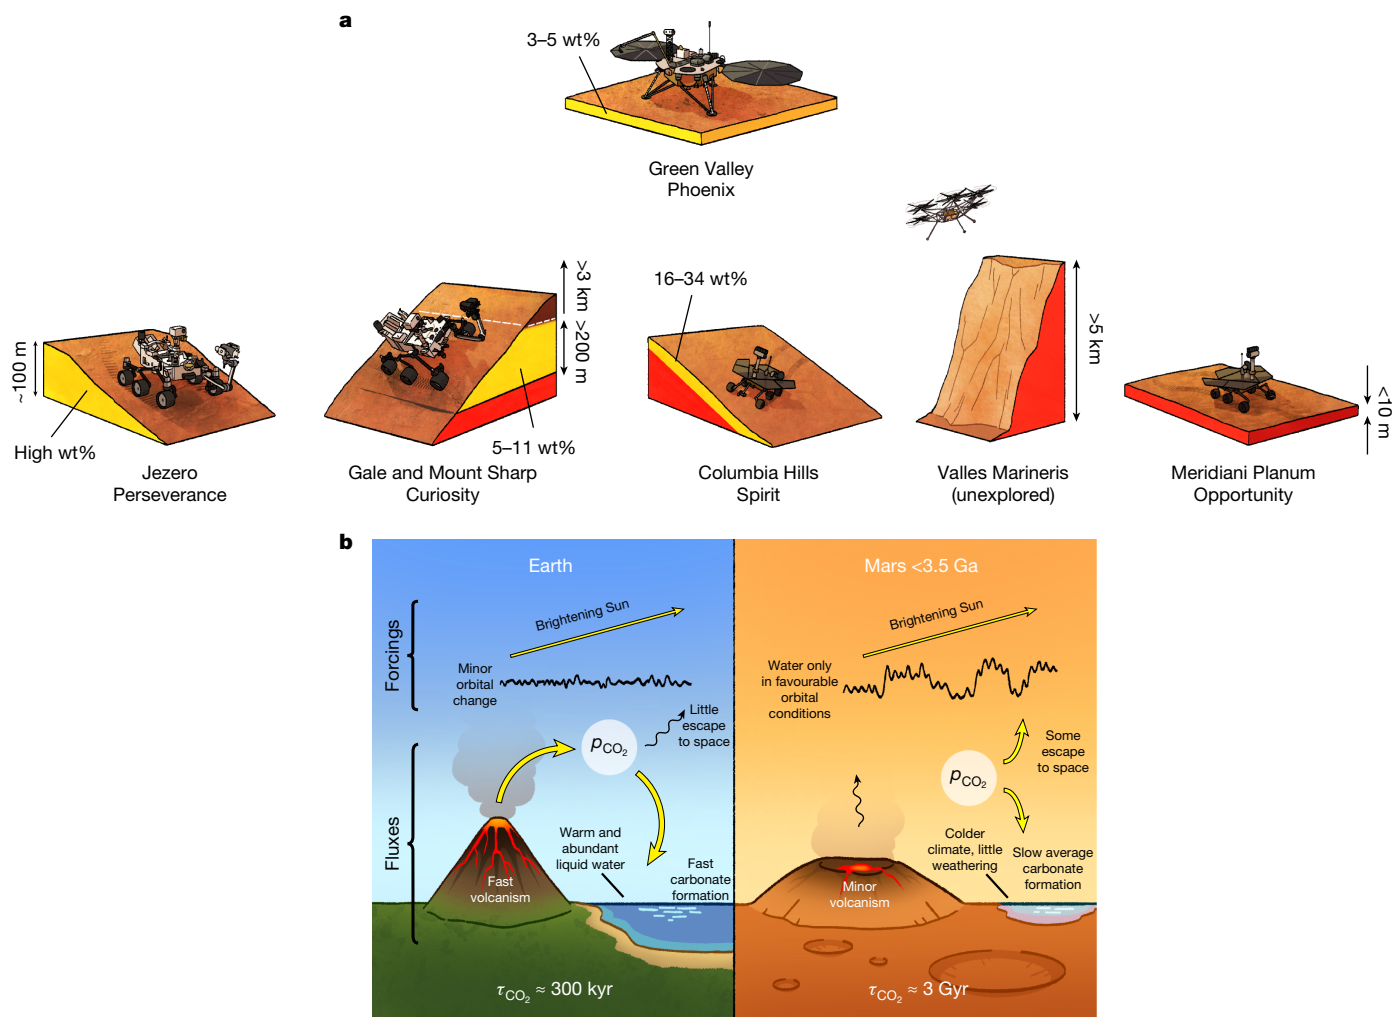 a
3–5 wt%
Green Valley
Phoenix
~100 m
High wt%
Jezero
Perseverance
>3 km
>200 m
5–11 wt%
Gale and Mount Sharp
Curiosity
16–34 wt%
Columbia Hills
Spirit
>5 km
Valles Marineris
(unexplored)
<10 m
Meridiani Planum
Opportunity
b
Forcings
Fluxes
Earth
Brightening Sun
Minor
orbital
change
Little
escape
to space
pCO2
Warm and
abundant
liquid water
Fast
carbonate
formation
Fast
volcanism
τCO2 ≈ 300 kyr
Mars <3.5 Ga
Brightening Sun
Water only
in favourable
orbital
conditions
Some
escape
to space
pCO2
Colder
climate, little
weathering
Slow average
carbonate
formation
Minor
volcanism
τCO2 ≈ 3 Gyr